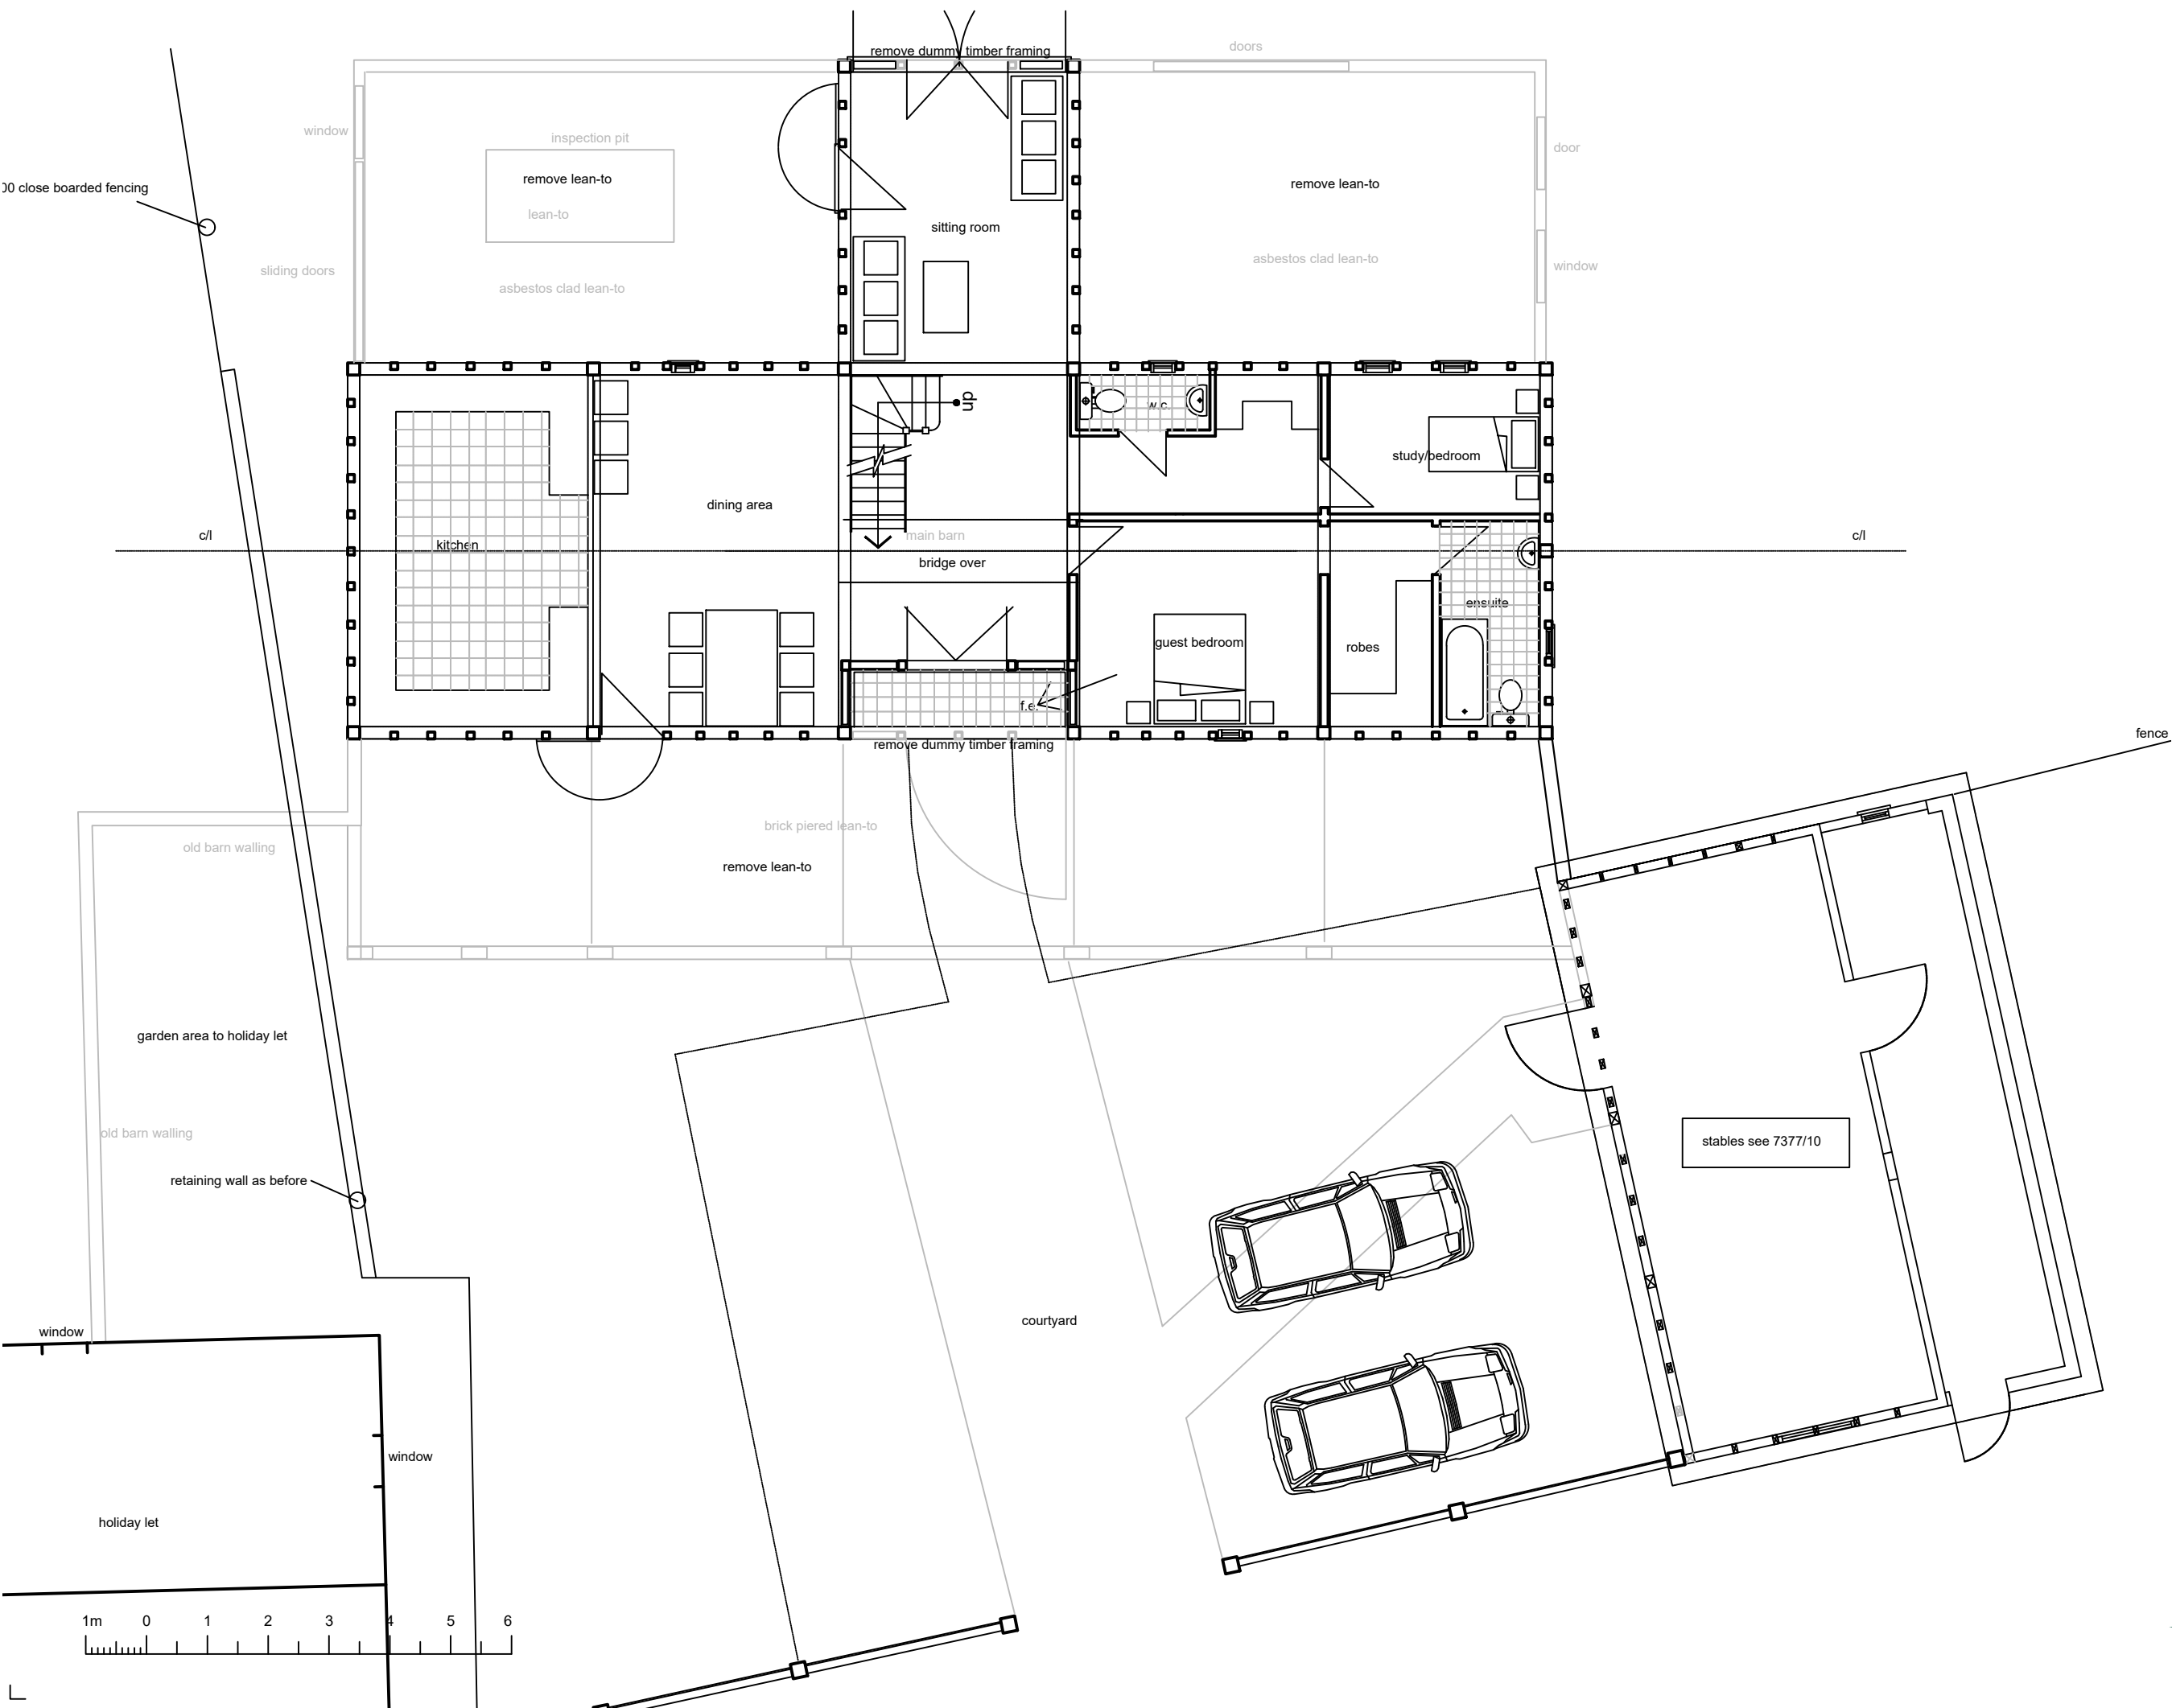 remove dummy timber framing
doors
window
inspection pit
door
00 close boarded fencing
remove lean-to
remove lean-to
lean-to
sitting room
sliding doors
asbestos clad lean-to
asbestos clad lean-to
window
dn
w.c.
study/bedroom
dining area
c/l
kitchen
main barn
c/l
bridge over
ensuite
guest bedroom
robes
f.e.
remove dummy timber framing
fence
brick piered lean-to
old barn walling
remove lean-to
garden area to holiday let
old barn walling
stables see 7377/10
retaining wall as before
courtyard
window
window
holiday let
1m 0 1 2 3 4 5 6